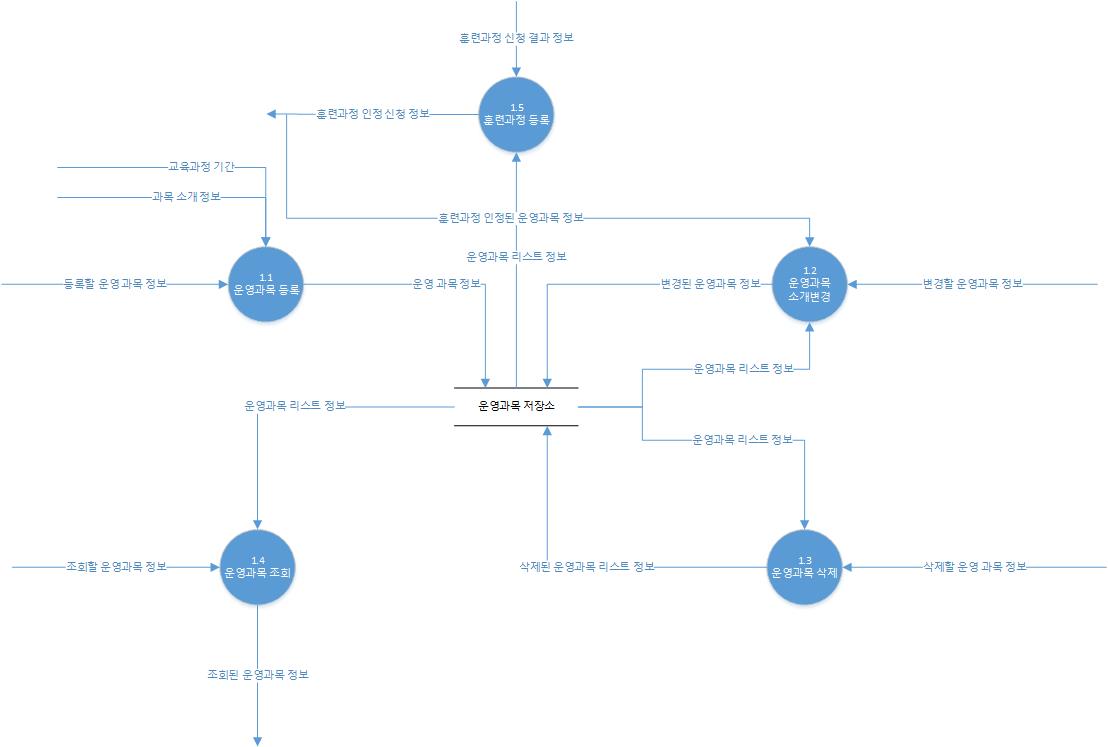 훈련과정 신청 결과 정보
1.5
훈련과정 등록
훈련과정 인정 신청 정보
교육과정 기간
과목 소개 정보
훈련과정 인정된 운영과목 정보
운영과목 리스트 정보
1.1
운영과목 등록
등록할 운영 과목 정보
운영 과목 정보
변경된 운영과목 정보
1.2
운영과목
소개변경
변경할 운영과목 정보
운영과목 리스트 정보
운영과목 리스트 정보
운영과목 저장소
운영과목 리스트 정보
1.4
운영과목 조회
조회할 운영과목 정보
삭제된 운영과목 리스트 정보
1.3
운영과목 삭제
삭제할 운영 과목 정보
조회된 운영과목 정보